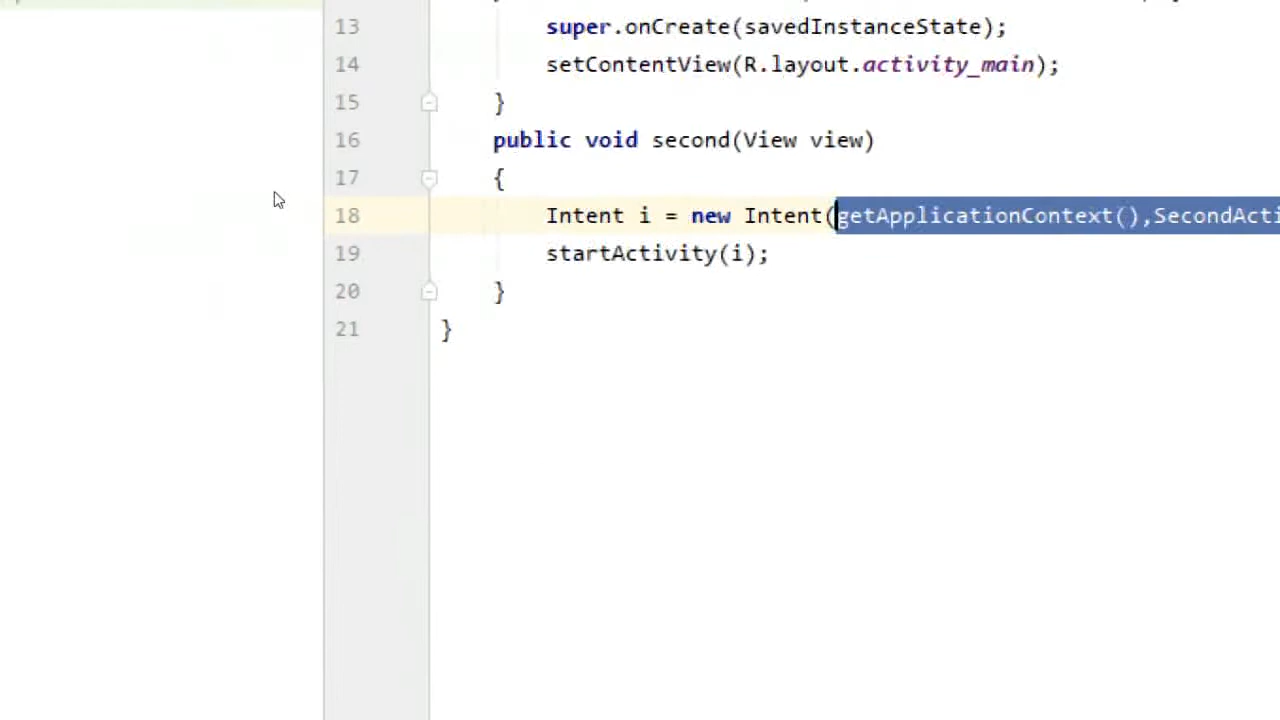 13 super.onCreate(savedInstanceState);
14 setContentView(R.layout.activity_main);
15 }
16 public void second(View view)
17 {
18 Intent i = new Intent(getApplicationContext(),SecondActi
19 startActivity(i);
20 }
21 }